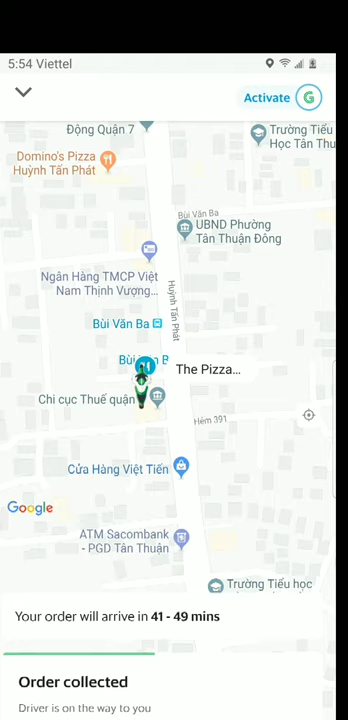 5:54 Viettel
Activate
Động Quận 7
Trường Tiểu
Học Tân Thu
Domino's Pizza
Huỳnh Tấn Phát
Bùi Văn Ba
UBND Phường
Tân Thuận Đông
Ngân Hàng TMCP Việt
Nam Thịnh Vượng...
Huỳnh Tấn Phát
Bùi Văn Ba
The Pizza...
Chi cục Thuế quận
Hẻm 391
Cửa Hàng Việt Tiến
Google
ATM Sacombank
- PGD Tân Thuận
Trường Tiểu học
Your order will arrive in 41 - 49 mins
Order collected
Driver is on the way to you